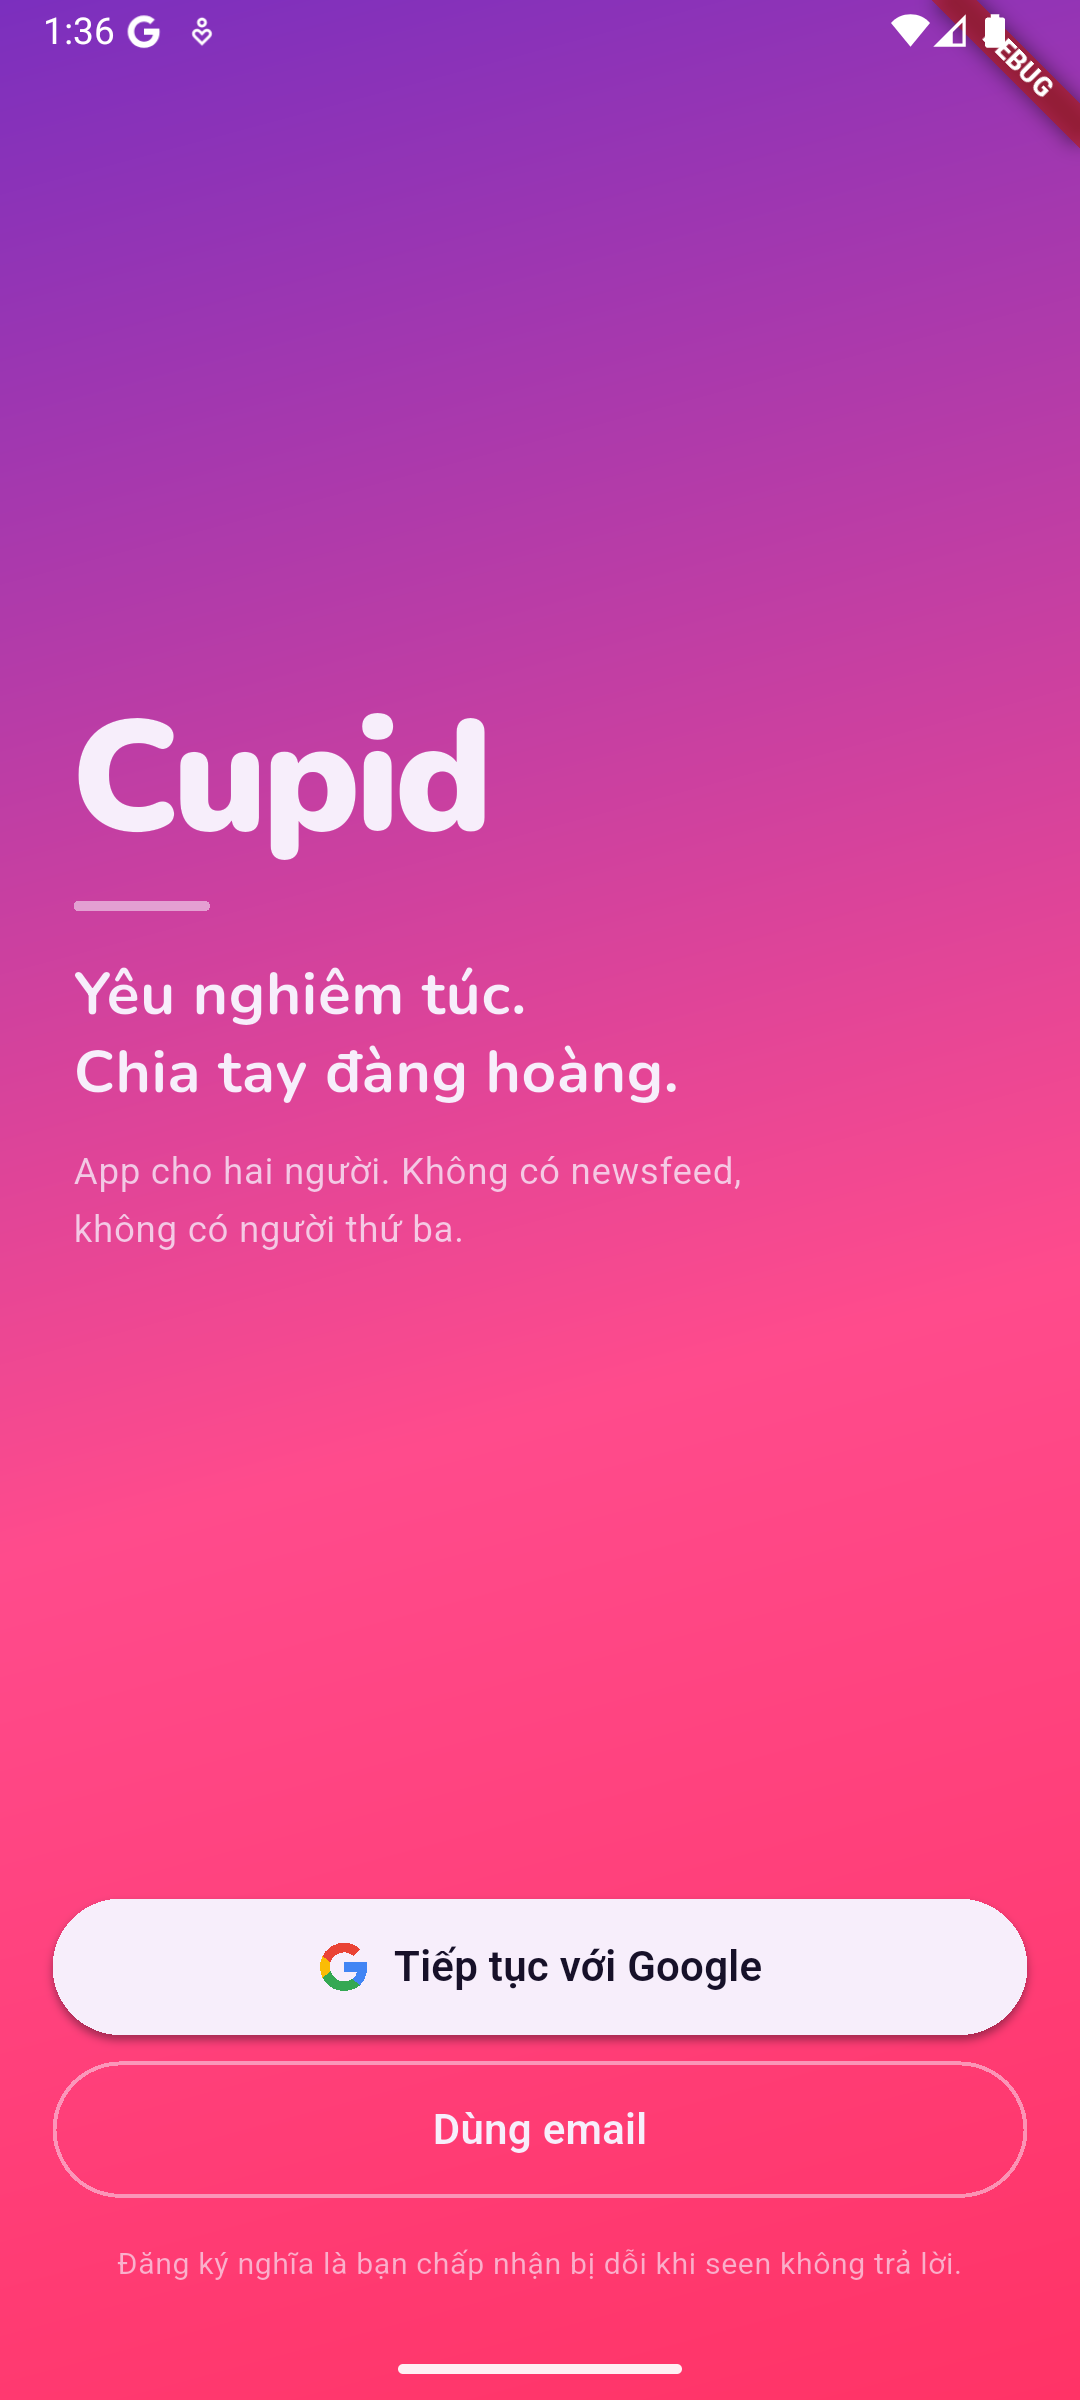 1:36
EBUG
Cupid
Yêu nghiêm túc.
Chia tay đàng hoàng.
App cho hai người. Không có newsfeed,
không có người thứ ba.
Tiếp tục với Google
Dùng email
Đăng ký nghĩa là bạn chấp nhận bị dỗi khi seen không trả lời.